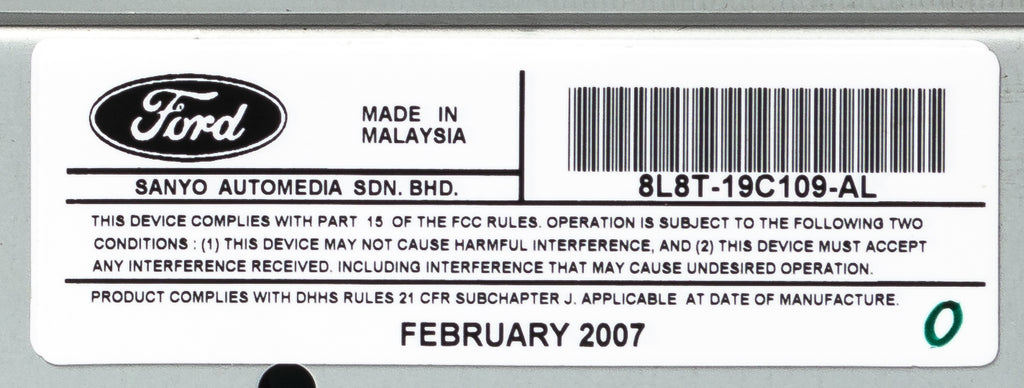 Ford
MADE IN
MALAYSIA
SANYO AUTOMEDIA SDN. BHD.
8L8T-19C109-AL
THIS DEVICE COMPLIES WITH PART 15 OF THE FCC RULES. OPERATION IS SUBJECT TO THE FOLLOWING TWO
CONDITIONS : (1) THIS DEVICE MAY NOT CAUSE HARMFUL INTERFERENCE, AND (2) THIS DEVICE MUST ACCEPT
ANY INTERFERENCE RECEIVED. INCLUDING INTERFERENCE THAT MAY CAUSE UNDESIRED OPERATION.
PRODUCT COMPLIES WITH DHHS RULES 21 CFR SUBCHAPTER J. APPLICABLE AT DATE OF MANUFACTURE.
FEBRUARY 2007
0